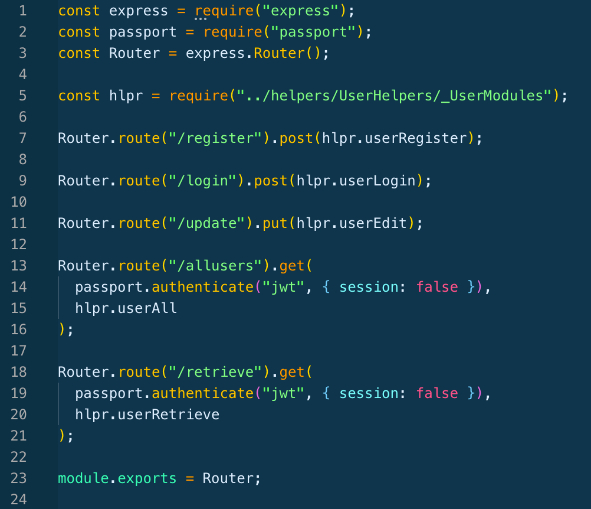 1 const express = require("express");
2 const passport = require("passport");
3 const Router = express.Router();
4
5 const hlpr = require("../helpers/UserHelpers/_UserModules");
6
7 Router.route("/register").post(hlpr.userRegister);
8
9 Router.route("/login").post(hlpr.userLogin);
10
11 Router.route("/update").put(hlpr.userEdit);
12
13 Router.route("/allusers").get(
14 passport.authenticate("jwt", { session: false }),
15 hlpr.userAll
16 );
17
18 Router.route("/retrieve").get(
19 passport.authenticate("jwt", { session: false }),
20 hlpr.userRetrieve
21 );
22
23 module.exports = Router;
24